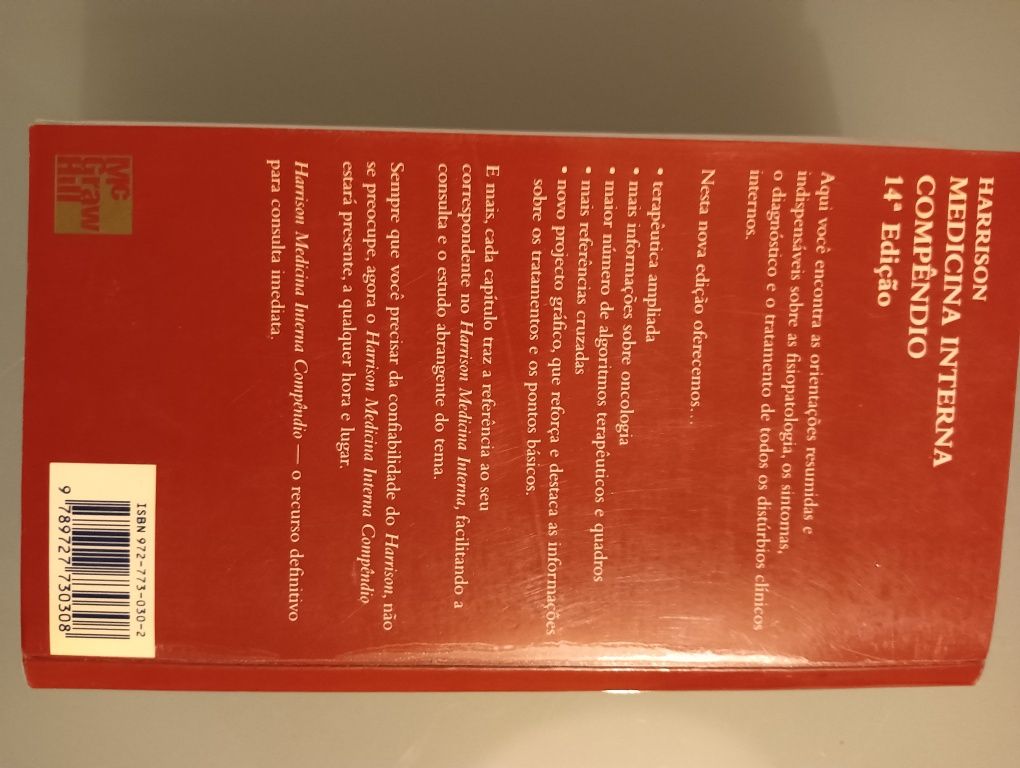 HARRISON
MEDICINA INTERNA
COMPÊNDIO
14ª Edição
Aqui você encontra as orientações resumidas e
indispensáveis sobre as fisiopatologia, os sintomas,
o diagnóstico e o tratamento de todos os distúrbios clínicos
internos.
Nesta nova edição oferecemos...
• terapêutica ampliada
• mais informações sobre oncologia
• maior número de algoritmos terapêuticos e quadros
• mais referências cruzadas
• novo projecto gráfico, que reforça e destaca as informações
sobre os tratamentos e os pontos básicos.
E mais, cada capítulo traz a referência ao seu
correspondente no Harrison Medicina Interna, facilitando a
consulta e o estudo abrangente do tema.
Sempre que você precisar da confiabilidade do Harrison, não
se preocupe, agora o Harrison Medicina Interna Compêndio
estará presente, a qualquer hora e lugar.
Harrison Medicina Interna Compêndio — o recurso definitivo
para consulta imediata.
Mc
Graw
Hill
ISBN 972-773-030-2
9 789727 730308